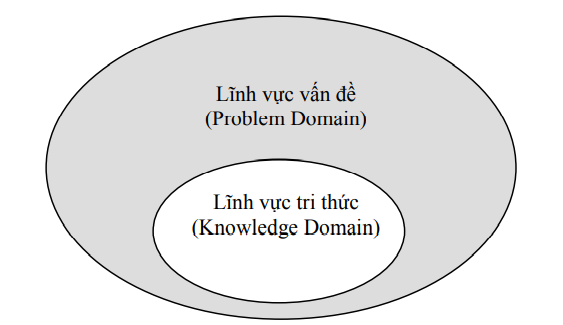 Lĩnh vực vấn đề
(Problem Domain)
Lĩnh vực tri thức
(Knowledge Domain)